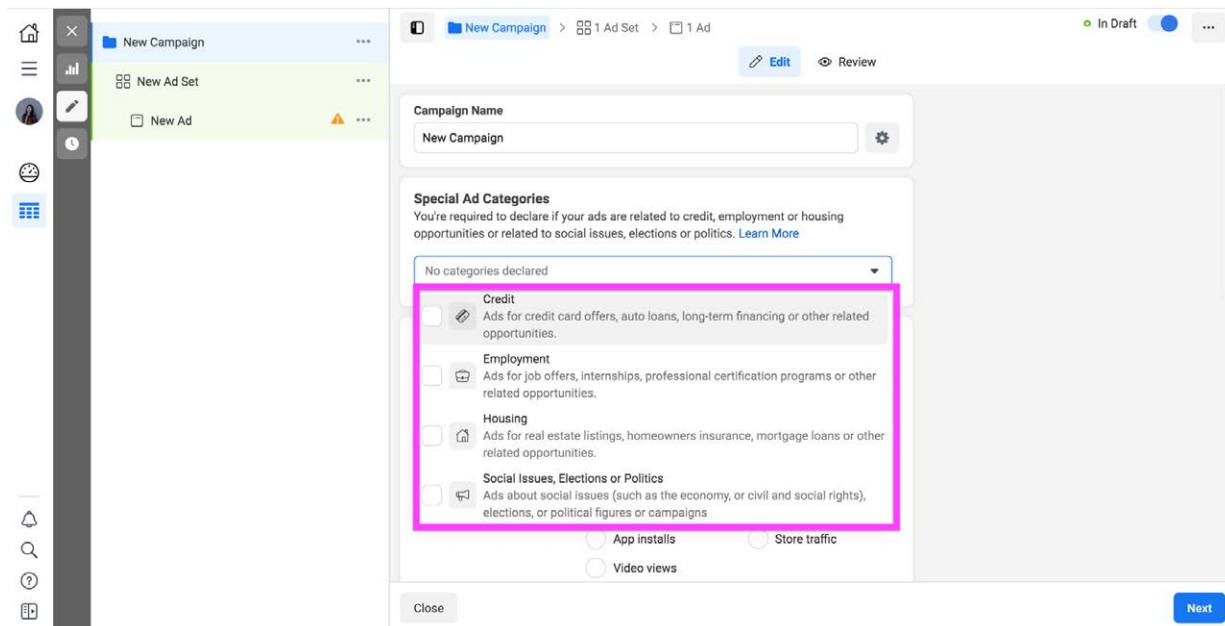 New Campaign
New Ad Set
New Ad
New Campaign > 1 Ad Set > 1 Ad
In Draft
Edit
Review
Campaign Name
New Campaign
Special Ad Categories
You're required to declare if your ads are related to credit, employment or housing
opportunities or related to social issues, elections or politics. Learn More
No categories declared
Credit
Ads for credit card offers, auto loans, long-term financing or other related
opportunities.
Employment
Ads for job offers, internships, professional certification programs or other
related opportunities.
Housing
Ads for real estate listings, homeowners insurance, mortgage loans or other
related opportunities.
Social Issues, Elections or Politics
Ads about social issues (such as the economy, or civil and social rights),
elections, or political figures or campaigns
App installs
Store traffic
Video views
Close
Next